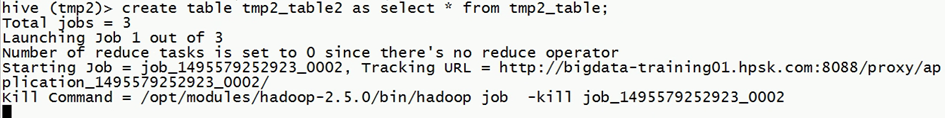 hive (tmp2)> create table tmp2_table2 as select * from tmp2_table;
Total jobs = 3
Launching Job 1 out of 3
Number of reduce tasks is set to 0 since there's no reduce operator
Starting Job = job_1495579252923_0002, Tracking URL = http://bigdata-training01.hpsk.com:8088/proxy/ap
plication_1495579252923_0002/
Kill Command = /opt/modules/hadoop-2.5.0/bin/hadoop job  -kill job_1495579252923_0002